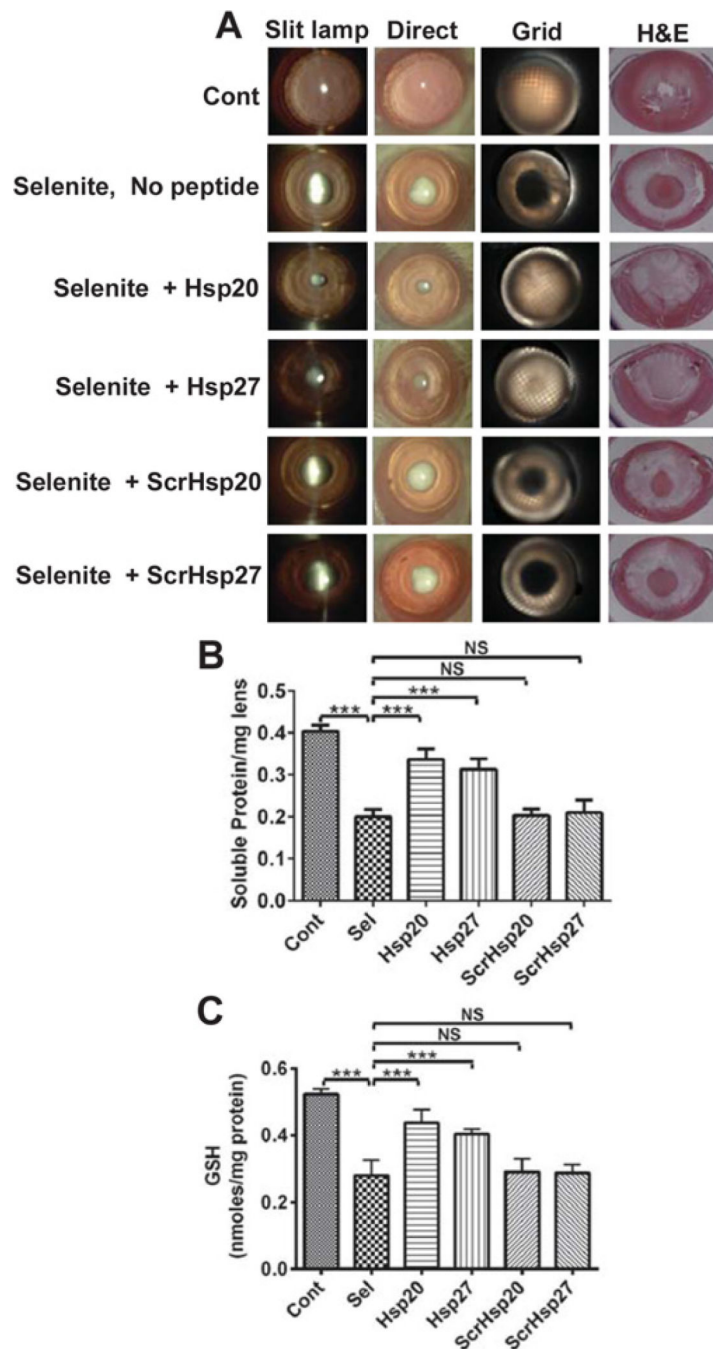 A
Slit lamp Direct Grid H&E
Cont
Selenite, No peptide
Selenite + Hsp20
Selenite + Hsp27
Selenite + ScrHsp20
Selenite + ScrHsp27
B
NS
NS
***
*** ***
Soluble Protein/mg lens
0.5
0.4
0.3
0.2
0.1
0.0
Cont Sel Hsp20 Hsp27 ScrHsp20 ScrHsp27
C
NS
NS
***
*** ***
GSH
(nmoles/mg protein)
0.6
0.4
0.2
0.0
Cont Sel Hsp20 Hsp27 ScrHsp20 ScrHsp27